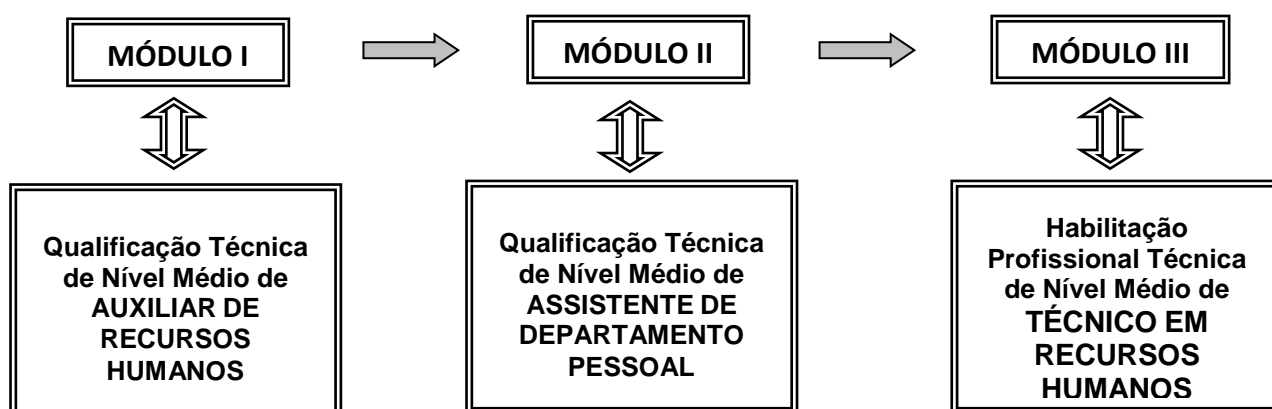 MÓDULO I
MÓDULO II
MÓDULO III
Qualificação Técnica
de Nível Médio de
AUXILIAR DE
RECURSOS
HUMANOS
Qualificação Técnica
de Nível Médio de
ASSISTENTE DE
DEPARTAMENTO
PESSOAL
Habilitação
Profissional Técnica
de Nível Médio de
TÉCNICO EM
RECURSOS
HUMANOS